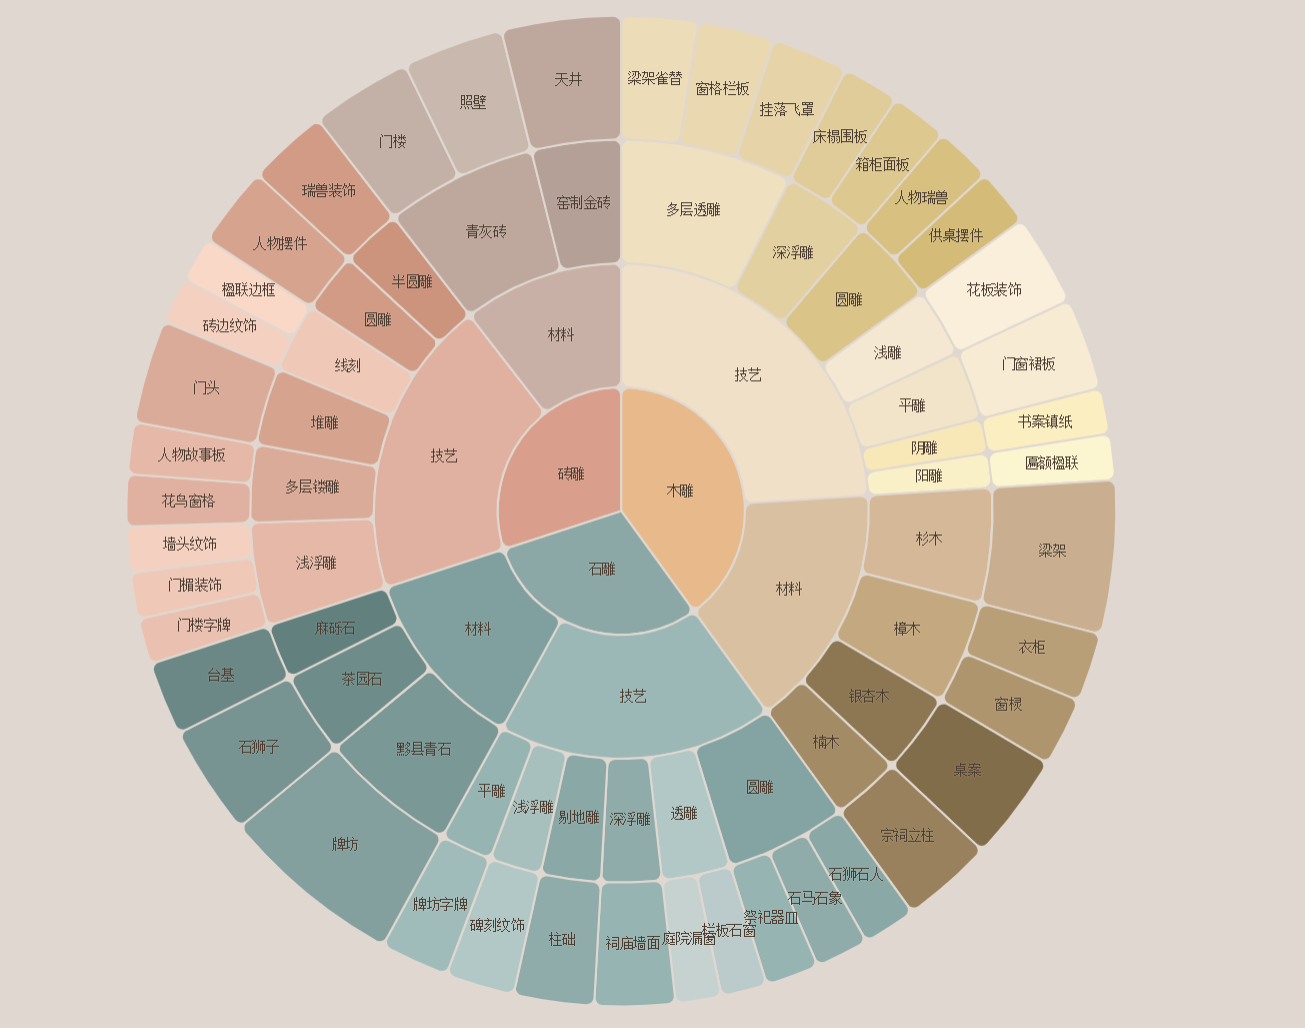 木雕
技艺
多层透雕
梁架雀替
窗格栏板
挂落飞罩
深浮雕
床榻围板
箱柜面板
圆雕
人物瑞兽
供桌摆件
浅雕
花板装饰
平雕
门窗裙板
阴雕
书案镇纸
阳雕
匾额楹联
材料
杉木
梁架
樟木
衣柜
窗棂
银杏木
桌案
楠木
宗祠立柱
石雕
技艺
圆雕
石狮石人
石马石象
祭祀器皿
透雕
栏板石窗
庭院漏窗
深浮雕
祠庙墙面
剔地雕
柱础
浅浮雕
碑刻纹饰
平雕
牌坊字牌
材料
黟县青石
牌坊
茶园石
石狮子
麻砾石
台基
砖雕
技艺
浅浮雕
门楼字牌
门楣装饰
墙头纹饰
多层镂雕
花鸟窗格
人物故事板
堆雕
门头
线刻
砖边纹饰
楹联边框
圆雕
人物摆件
半圆雕
瑞兽装饰
材料
青灰砖
门楼
照壁
窑制金砖
天井